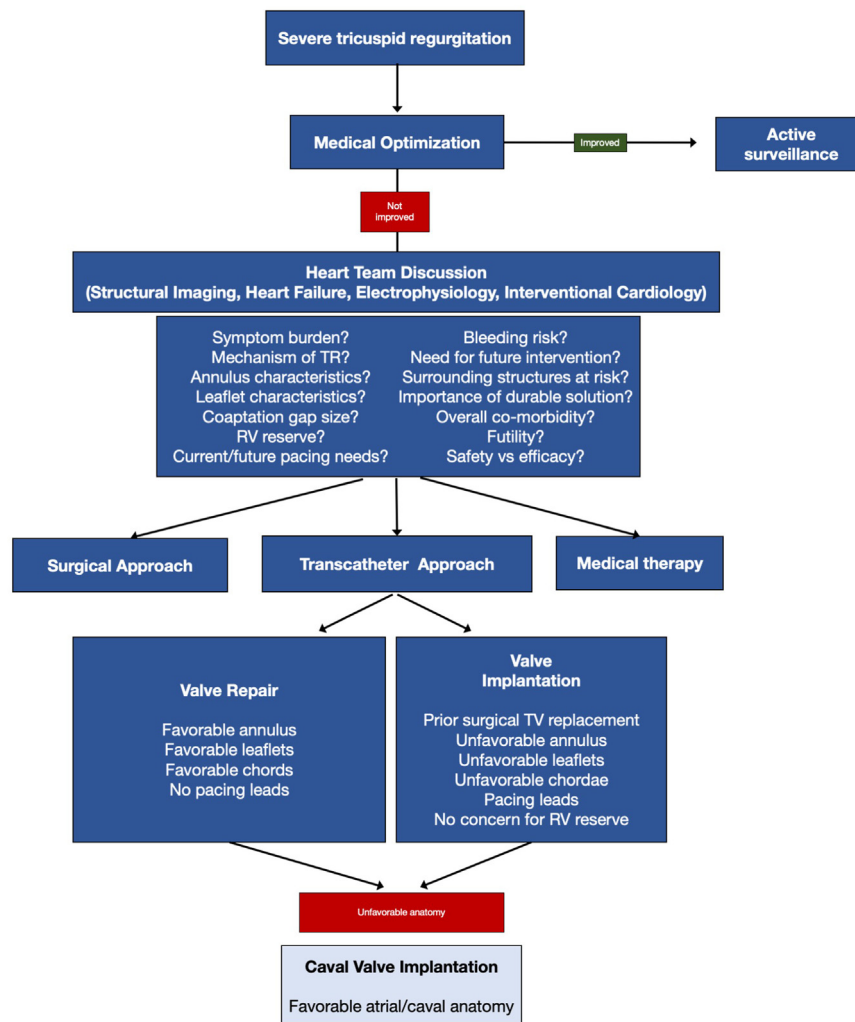 Severe tricuspid regurgitation
Medical Optimization
Improved
Active
surveillance
Not
improved
Heart Team Discussion
(Structural Imaging, Heart Failure, Electrophysiology, Interventional Cardiology)
Symptom burden?
Mechanism of TR?
Annulus characteristics?
Leaflet characteristics?
Coaptation gap size?
RV reserve?
Current/future pacing needs?
Bleeding risk?
Need for future intervention?
Surrounding structures at risk?
Importance of durable solution?
Overall co-morbidity?
Futility?
Safety vs efficacy?
Surgical Approach
Transcatheter Approach
Medical therapy
Valve Repair
Favorable annulus
Favorable leaflets
Favorable chords
No pacing leads
Valve
Implantation
Prior surgical TV replacement
Unfavorable annulus
Unfavorable leaflets
Unfavorable chordae
Pacing leads
No concern for RV reserve
Unfavorable anatomy
Caval Valve Implantation
Favorable atrial/caval anatomy